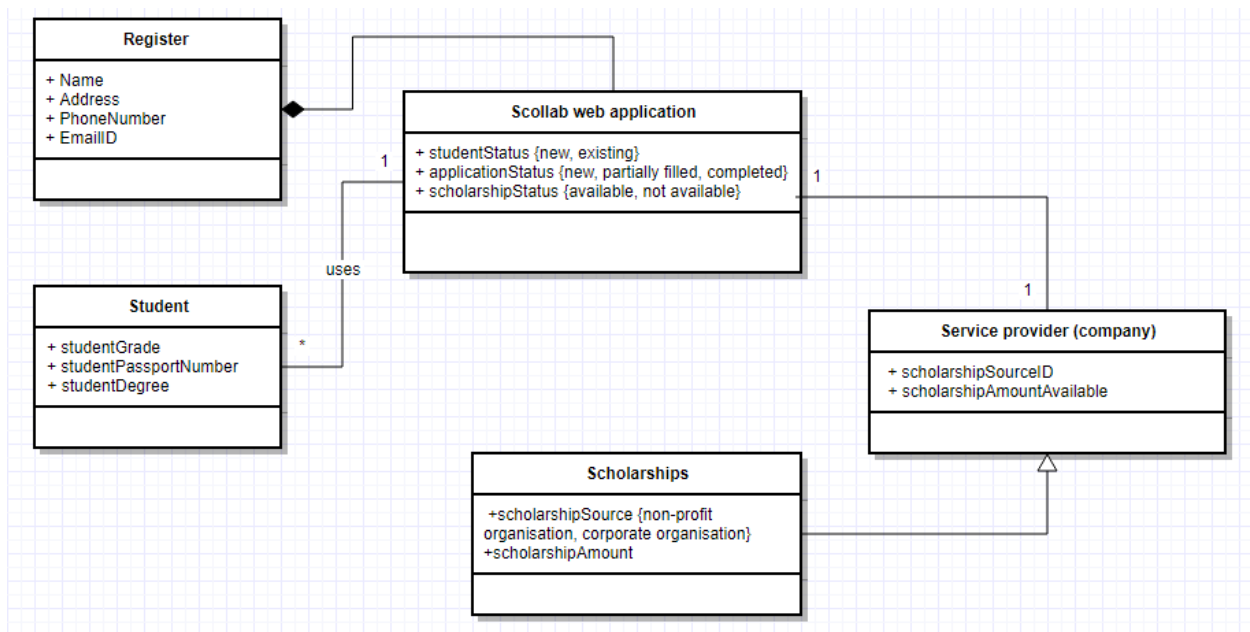 Register
+ Name
+ Address
+ PhoneNumber
+ EmailID
Scollab web application
+ studentStatus {new, existing}
+ applicationStatus {new, partially filled, completed}
+ scholarshipStatus {available, not available}
1
1
uses
Student
+ studentGrade
+ studentPassportNumber
+ studentDegree
*
1
Service provider (company)
+ scholarshipSourceID
+ scholarshipAmountAvailable
Scholarships
+scholarshipSource {non-profit
organisation, corporate organisation}
+scholarshipAmount